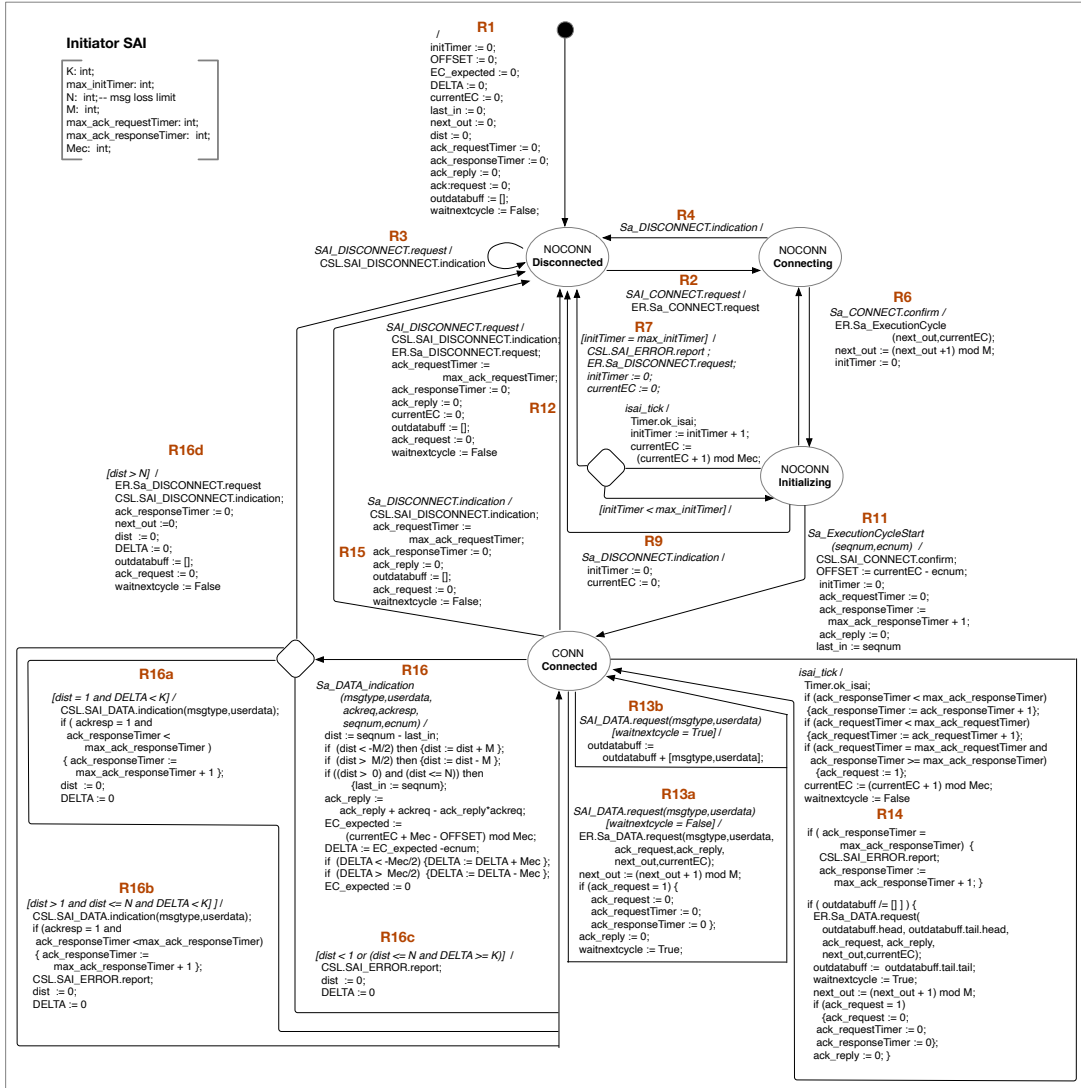 Initiator SAI
K: int;
max_initTimer: int;
N: int;-- msg loss limit
M: int;
max_ack_requestTimer: int;
max_ack_responseTimer: int;
Mec: int;
R1
/
initTimer := 0;
OFFSET := 0;
EC_expected := 0;
DELTA := 0;
currentEC := 0;
last_in := 0;
next_out := 0;
dist := 0;
ack_requestTimer := 0;
ack_responseTimer := 0;
ack_reply := 0;
ack:request := 0;
outdatabuff := [];
waitnextcycle := False;
R3
SAI_DISCONNECT.request /
CSL.SAI_DISCONNECT.indication
NOCONN
Disconnected
R4
Sa_DISCONNECT.indication /
NOCONN
Connecting
R2
SAI_CONNECT.request /
ER.Sa_CONNECT.request
R6
Sa_CONNECT.confirm /
ER.Sa_ExecutionCycle
(next_out,currentEC);
next_out := (next_out +1) mod M;
initTimer := 0;
R7
[initTimer = max_initTimer] /
CSL.SAI_ERROR.report ;
ER.Sa_DISCONNECT.request;
initTimer := 0;
currentEC := 0;
isai_tick /
Timer.ok_isai;
initTimer := initTimer + 1;
currentEC :=
(currentEC + 1) mod Mec;
[initTimer < max_initTimer] /
NOCONN
Initializing
R9
Sa_DISCONNECT.indication /
initTimer := 0;
currentEC := 0;
R11
Sa_ExecutionCycleStart
(seqnum,ecnum) /
CSL.SAI_CONNECT.confirm;
OFFSET := currentEC - ecnum;
initTimer := 0;
ack_requestTimer := 0;
ack_responseTimer :=
max_ack_responseTimer + 1;
ack_reply := 0;
last_in := seqnum
SAI_DISCONNECT.request /
CSL.SAI_DISCONNECT.indication;
ER.Sa_DISCONNECT.request;
ack_requestTimer :=
max_ack_requestTimer;
ack_responseTimer := 0;
ack_reply := 0;
currentEC := 0;
outdatabuff := [];
ack_request := 0;
waitnextcycle := False
R12
R16d
[dist > N] /
ER.Sa_DISCONNECT.request
CSL.SAI_DISCONNECT.indication;
ack_responseTimer := 0;
next_out :=0;
dist := 0;
DELTA := 0;
outdatabuff := [];
ack_request := 0;
waitnextcycle := False
Sa_DISCONNECT.indication /
CSL.SAI_DISCONNECT.indication;
ack_requestTimer :=
max_ack_requestTimer;
ack_responseTimer := 0;
ack_reply := 0;
outdatabuff := [];
ack_request := 0;
waitnextcycle := False;
R15
CONN
Connected
R16a
[dist = 1 and DELTA < K] /
CSL.SAI_DATA.indication(msgtype,userdata);
if ( ackresp = 1 and
ack_responseTimer <
max_ack_responseTimer )
{ ack_responseTimer :=
max_ack_responseTimer + 1 };
dist := 0;
DELTA := 0
R16
Sa_DATA_indication
(msgtype,userdata,
ackreq,ackresp,
seqnum,ecnum) /
dist := seqnum - last_in;
if (dist < -M/2) then {dist := dist + M };
if (dist > M/2) then {dist := dist - M };
if ((dist > 0) and (dist <= N)) then
{last_in := seqnum};
ack_reply :=
ack_reply + ackreq - ack_reply*ackreq;
EC_expected :=
(currentEC + Mec - OFFSET) mod Mec;
DELTA := EC_expected -ecnum;
if (DELTA < -Mec/2) {DELTA := DELTA + Mec };
if (DELTA > Mec/2) {DELTA := DELTA - Mec };
EC_expected := 0
R16b
[dist > 1 and dist <= N and DELTA < K] ] /
CSL.SAI_DATA.indication(msgtype,userdata);
if (ackresp = 1 and
ack_responseTimer <max_ack_responseTimer)
{ ack_responseTimer :=
max_ack_responseTimer + 1 };
CSL.SAI_ERROR.report;
dist := 0;
DELTA := 0
R16c
[dist < 1 or (dist <= N and DELTA >= K)] /
CSL.SAI_ERROR.report;
dist := 0;
DELTA := 0
R13b
SAI_DATA.request(msgtype,userdata)
[waitnextcycle = True] /
outdatabuff :=
outdatabuff + [msgtype,userdata];
R13a
SAI_DATA.request(msgtype,userdata)
[waitnextcycle = False] /
ER.Sa_DATA.request(msgtype,userdata,
ack_request,ack_reply,
next_out,currentEC);
next_out := (next_out + 1) mod M;
if (ack_request = 1) {
ack_request := 0;
ack_requestTimer := 0;
ack_responseTimer := 0 };
ack_reply := 0;
waitnextcycle := True;
isai_tick /
Timer.ok_isai;
if (ack_responseTimer < max_ack_responseTimer)
{ack_responseTimer := ack_responseTimer + 1};
if (ack_requestTimer < max_ack_requestTimer)
{ack_requestTimer := ack_requestTimer + 1};
if (ack_requestTimer = max_ack_requestTimer and
ack_responseTimer >= max_ack_responseTimer)
{ack_request := 1};
currentEC := (currentEC + 1) mod Mec;
waitnextcycle := False
R14
if ( ack_responseTimer =
max_ack_responseTimer) {
CSL.SAI_ERROR.report;
ack_responseTimer :=
max_ack_responseTimer + 1; }
if ( outdatabuff /= [] ] ) {
ER.Sa_DATA.request(
outdatabuff.head, outdatabuff.tail.head,
ack_request, ack_reply,
next_out,currentEC);
outdatabuff := outdatabuff.tail.tail;
waitnextcycle := True;
next_out := (next_out + 1) mod M;
if (ack_request = 1)
{ack_request := 0;
ack_requestTimer := 0;
ack_responseTimer := 0};
ack_reply := 0; }